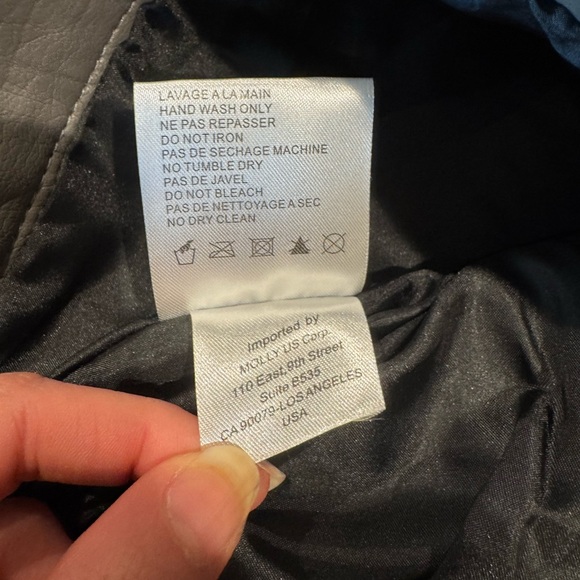 LAVAGE A LA MAIN
HAND WASH ONLY
NE PAS REPASSER
DO NOT IRON
PAS DE SECHAGE MACHINE
NO TUMBLE DRY
PAS DE JAVEL
DO NOT BLEACH
PAS DE NETTOYAGE A SEC
NO DRY CLEAN
Imported by
MOLLY US Corp.
110 East.9th Street
Suite B535
CA 90079-LOS ANGELES
USA